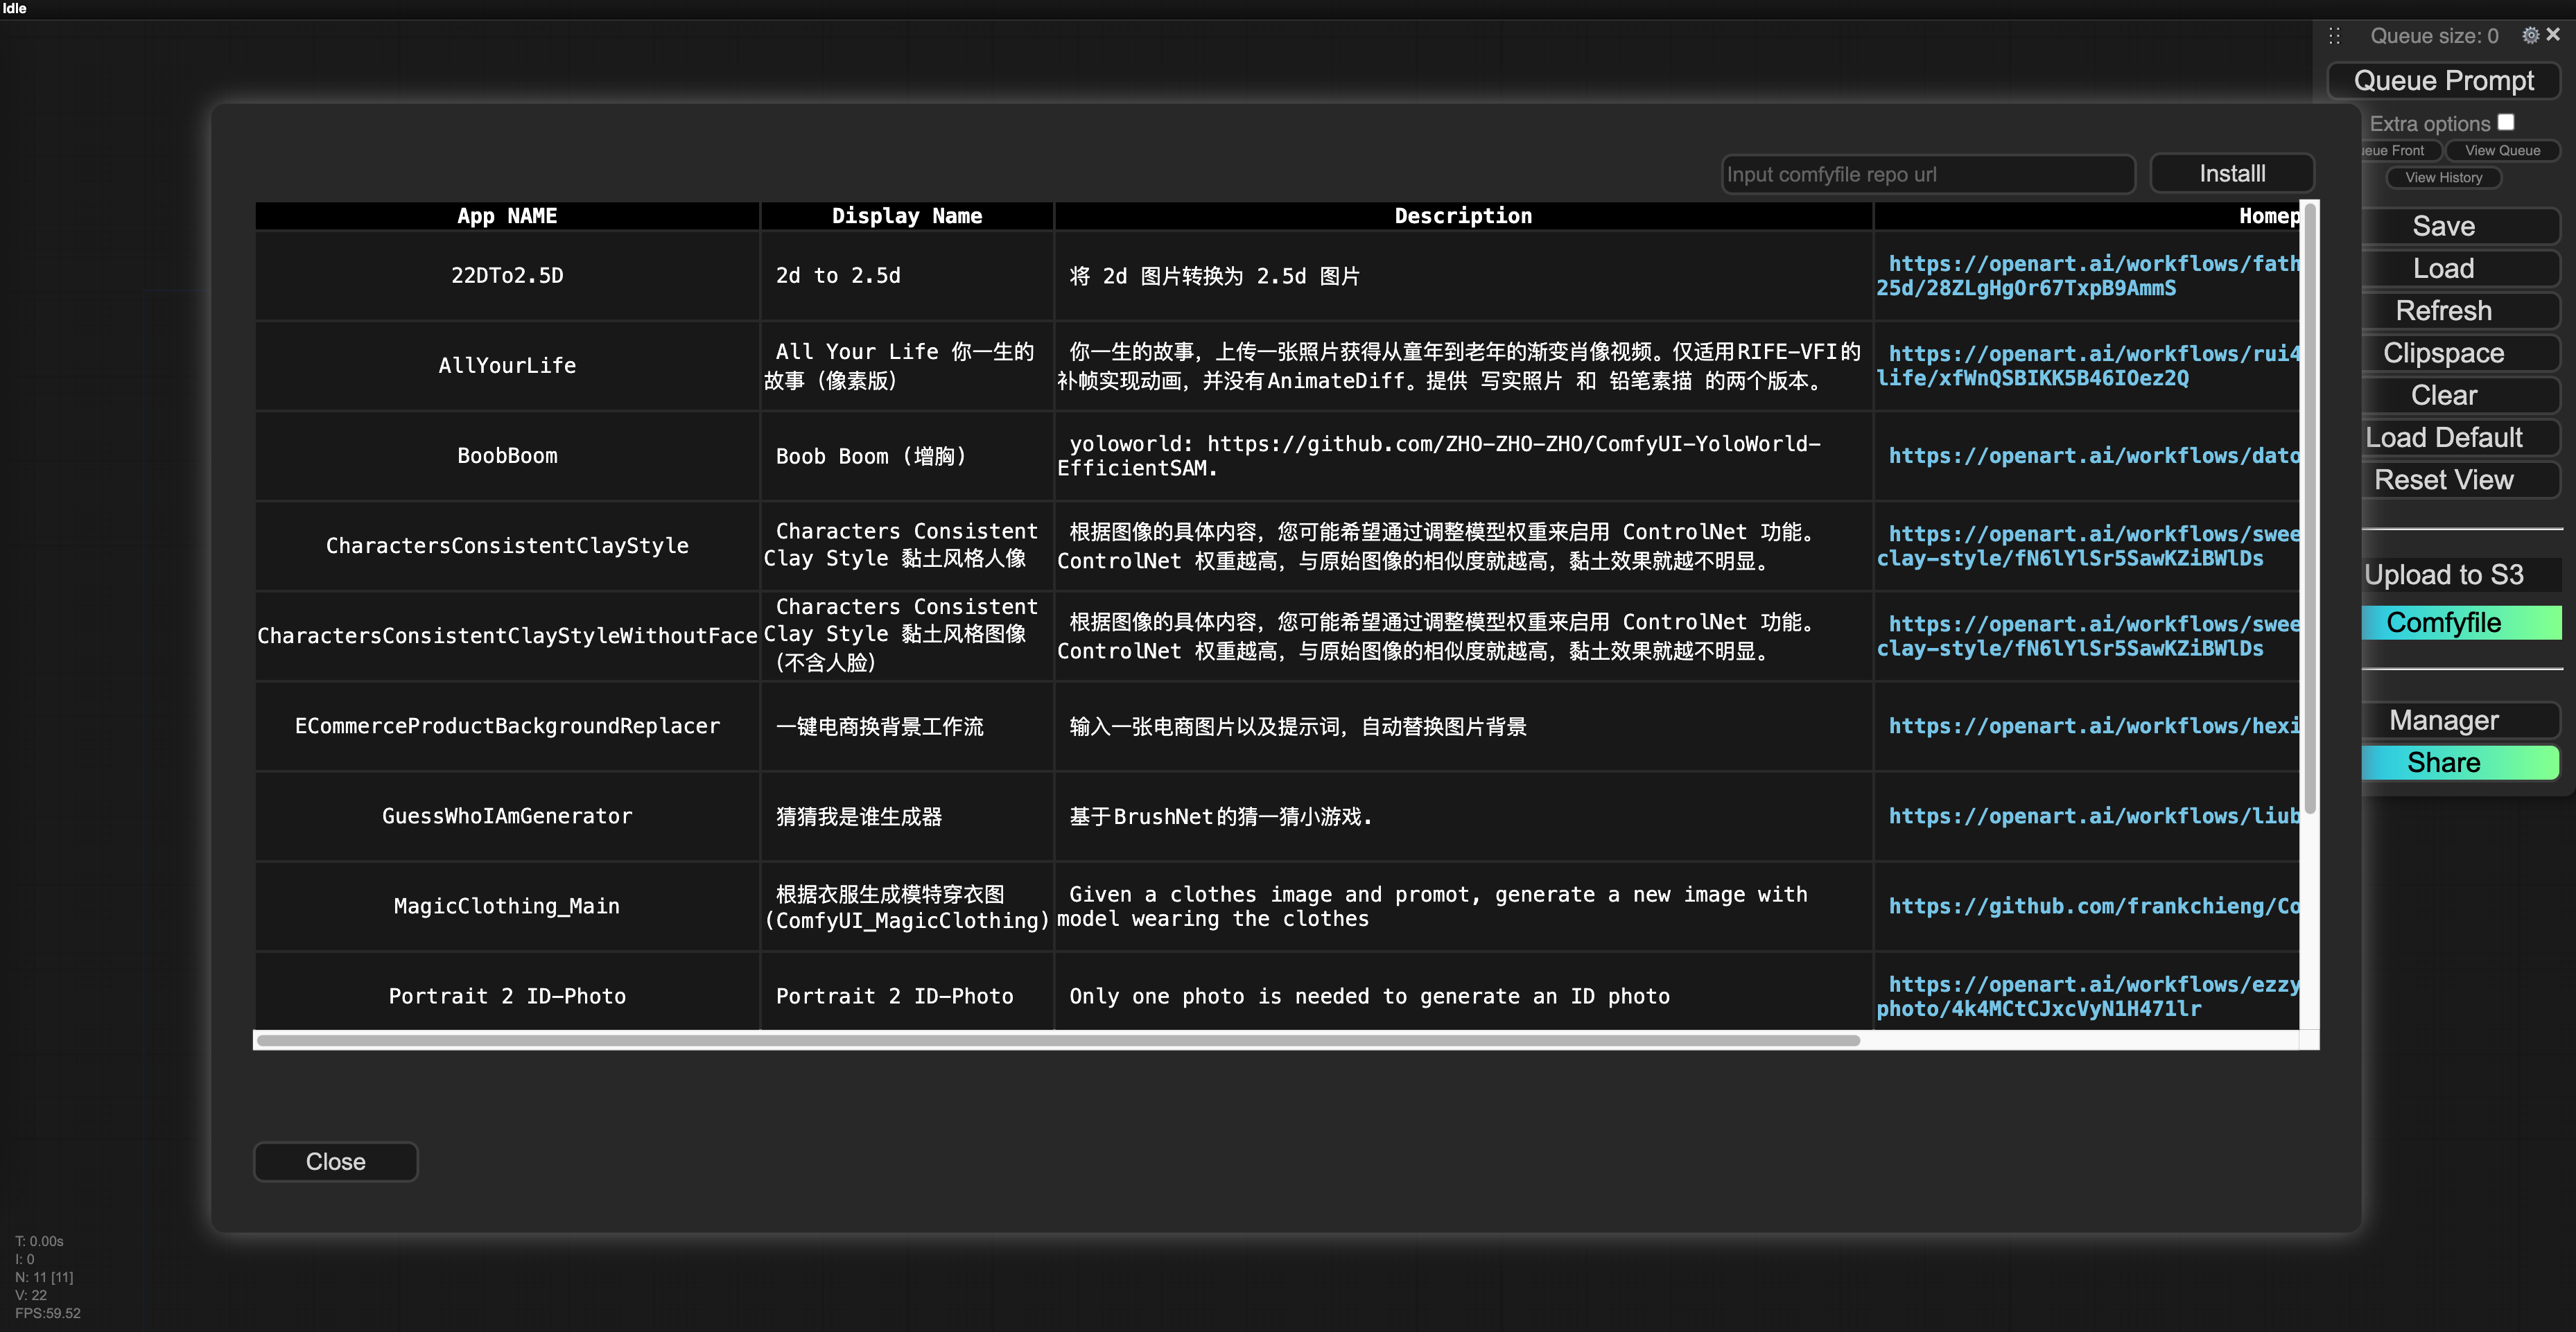 Idle
Queue size: 0
Queue Prompt
Extra options
eue Front
View Queue
View History
Input comfyfile repo url
Installl
App NAME
Display Name
Description
Homep
22DTo2.5D
2d to 2.5d
将 2d 图片转换为 2.5d 图片
https://openart.ai/workflows/fath
25d/28ZLgHgOr67TxpB9AmmS
AllYourLife
All Your Life 你一生的
故事（像素版）
你一生的故事，上传一张照片获得从童年到老年的渐变肖像视频。仅适用RIFE-VFI的
补帧实现动画，并没有AnimateDiff。提供 写实照片 和 铅笔素描 的两个版本。
https://openart.ai/workflows/rui4
life/xfWnQSBIKK5B46IOez2Q
BoobBoom
Boob Boom (增胸)
yoloworld: https://github.com/ZHO-ZHO-ZHO/ComfyUI-YoloWorld-
EfficientSAM.
https://openart.ai/workflows/dato
CharactersConsistentClayStyle
Characters Consistent
Clay Style 黏土风格人像
根据图像的具体内容，您可能希望通过调整模型权重来启用 ControlNet 功能。
ControlNet 权重越高，与原始图像的相似度就越高，黏土效果就越不明显。
https://openart.ai/workflows/swee
clay-style/fN6lYlSr5SawKZiBWlDs
CharactersConsistentClayStyleWithoutFace
Characters Consistent
Clay Style 黏土风格图像
（不含人脸）
根据图像的具体内容，您可能希望通过调整模型权重来启用 ControlNet 功能。
ControlNet 权重越高，与原始图像的相似度就越高，黏土效果就越不明显。
https://openart.ai/workflows/swee
clay-style/fN6lYlSr5SawKZiBWlDs
ECommerceProductBackgroundReplacer
一键电商换背景工作流
输入一张电商图片以及提示词，自动替换图片背景
https://openart.ai/workflows/hexi
GuessWhoIAmGenerator
猜猜我是谁生成器
基于BrushNet的猜一猜小游戏.
https://openart.ai/workflows/liub
MagicClothing_Main
根据衣服生成模特穿衣图
(ComfyUI_MagicClothing)
Given a clothes image and promot, generate a new image with
model wearing the clothes
https://github.com/frankchieng/Co
Portrait 2 ID-Photo
Portrait 2 ID-Photo
Only one photo is needed to generate an ID photo
https://openart.ai/workflows/ezzy
photo/4k4MCtCJxcVyN1H471lr
Close
Save
Load
Refresh
Clipspace
Clear
Load Default
Reset View
Upload to S3
Comfyfile
Manager
Share
T: 0.00s
I: 0
N: 11 [11]
V: 22
FPS:59.52